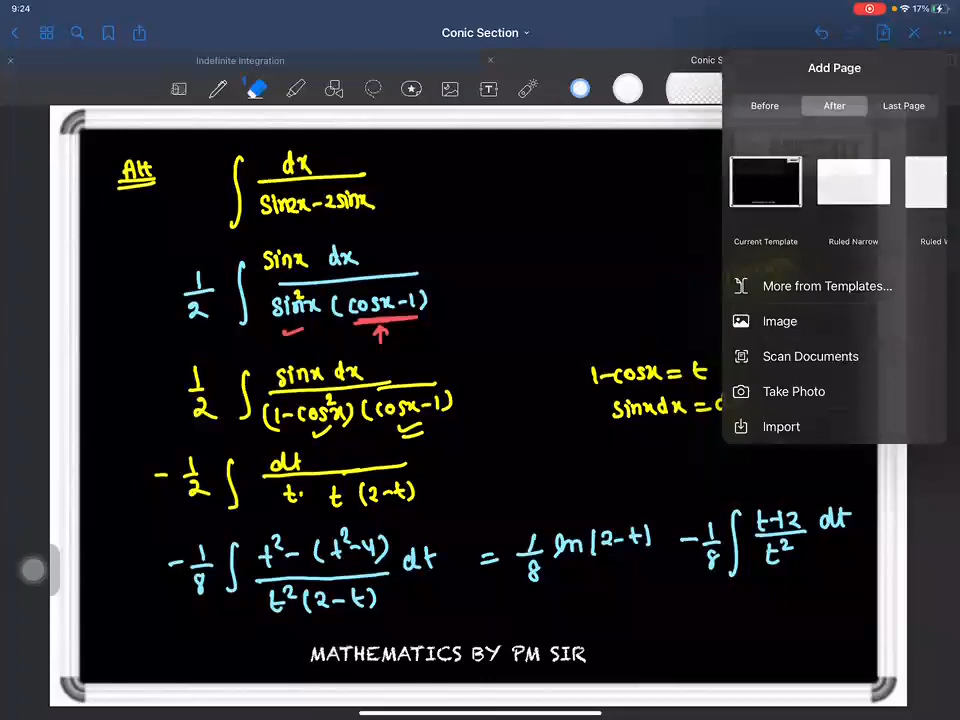 9:24
17%
Conic Section
Indefinite Integration
Conic S
T
Add Page
Before After Last Page
Current Template Ruled Narrow Ruled W
More from Templates...
Image
Scan Documents
Take Photo
Import
Alt ∫ dx / (sin2x - 2sinx)
1/2 ∫ sinx dx / (sin²x (cosx - 1))
1/2 ∫ sinx dx / ((1 - cos²x) (cosx - 1))
1 - cosx = t
sinx dx = d
- 1/2 ∫ dt / (t · t (2 - t))
- 1/8 ∫ (t² - (t² - 4)) / (t² (2 - t)) dt = 1/8 ln|2 - t| - 1/8 ∫ (t + 2) / t² dt
MATHEMATICS BY PM SIR